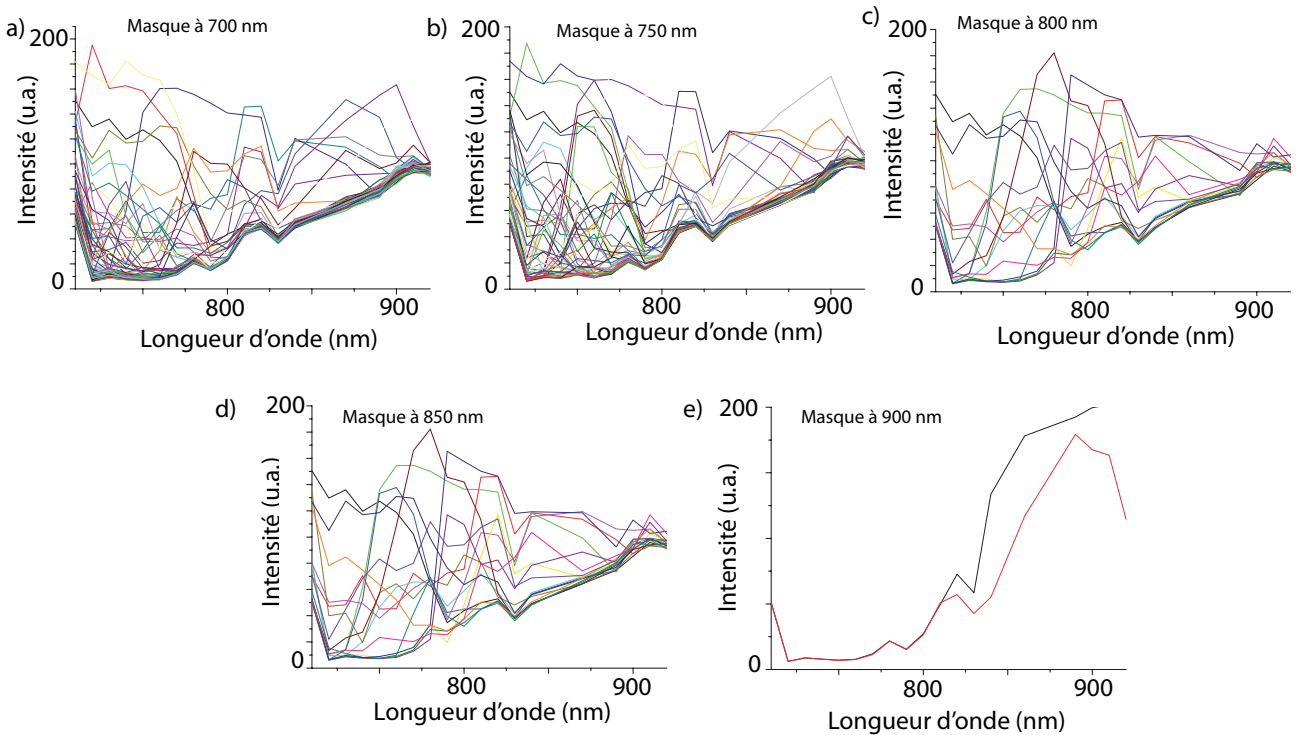 a)
Masque à 700 nm
200
0
Intensité (u.a.)
800
900
Longueur d'onde (nm)
b)
Masque à 750 nm
200
0
Intensité (u.a.)
800
900
Longueur d'onde (nm)
c)
Masque à 800 nm
200
0
Intensité (u.a.)
800
900
Longueur d'onde (nm)
d)
Masque à 850 nm
200
0
Intensité (u.a.)
800
900
Longueur d'onde (nm)
e)
Masque à 900 nm
200
0
Intensité (u.a.)
800
900
Longueur d'onde (nm)